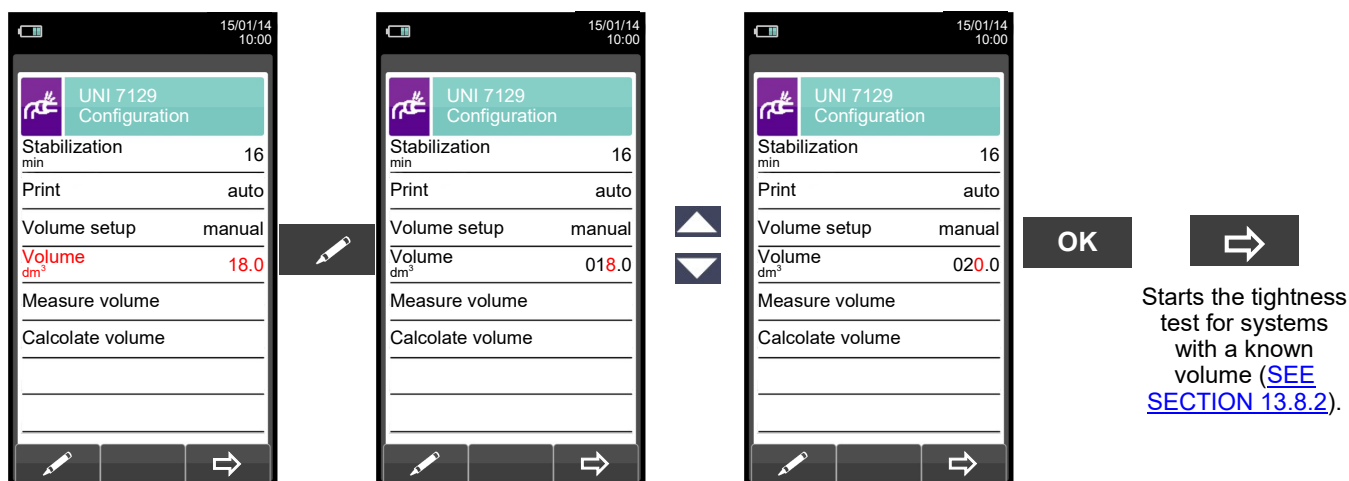 15/01/14
10:00
UNI 7129
Configuration
Stabilization
min
16
Print
auto
Volume setup
manual
Volume
dm³
18.0
Measure volume
Calcolate volume
15/01/14
10:00
UNI 7129
Configuration
Stabilization
min
16
Print
auto
Volume setup
manual
Volume
dm³
018.0
Measure volume
Calcolate volume
15/01/14
10:00
UNI 7129
Configuration
Stabilization
min
16
Print
auto
Volume setup
manual
Volume
dm³
020.0
Measure volume
Calcolate volume
OK
Starts the tightness
test for systems
with a known
volume (SEE
SECTION 13.8.2).